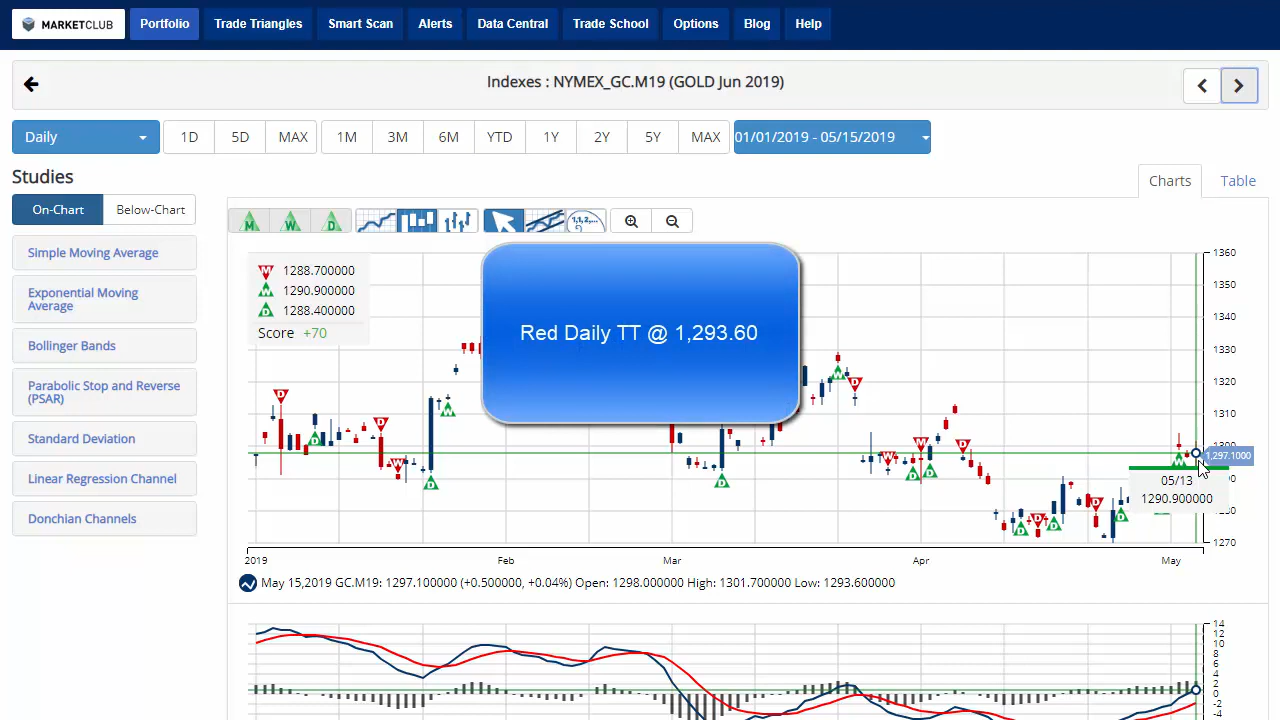 MARKETCLUB
Portfolio
Trade Triangles
Smart Scan
Alerts
Data Central
Trade School
Options
Blog
Help
Indexes : NYMEX_GC.M19 (GOLD Jun 2019)
Daily
1D
5D
MAX
1M
3M
6M
YTD
1Y
2Y
5Y
MAX
01/01/2019 - 05/15/2019
Studies
Charts
Table
On-Chart
Below-Chart
Simple Moving Average
Exponential Moving
Average
Bollinger Bands
Parabolic Stop and Reverse
(PSAR)
Standard Deviation
Linear Regression Channel
Donchian Channels
M
W
D
M 1288.700000
W 1290.900000
D 1288.400000
Score +70
Red Daily TT @ 1,293.60
1360
1350
1340
1330
1320
1310
1300
1,297.1000
05/13
1290.900000
1270
2019
Feb
Mar
Apr
May
May 15,2019 GC.M19: 1297.100000 (+0.500000, +0.04%) Open: 1298.000000 High: 1301.700000 Low: 1293.600000
14
12
10
8
6
4
2
0
-2
-4